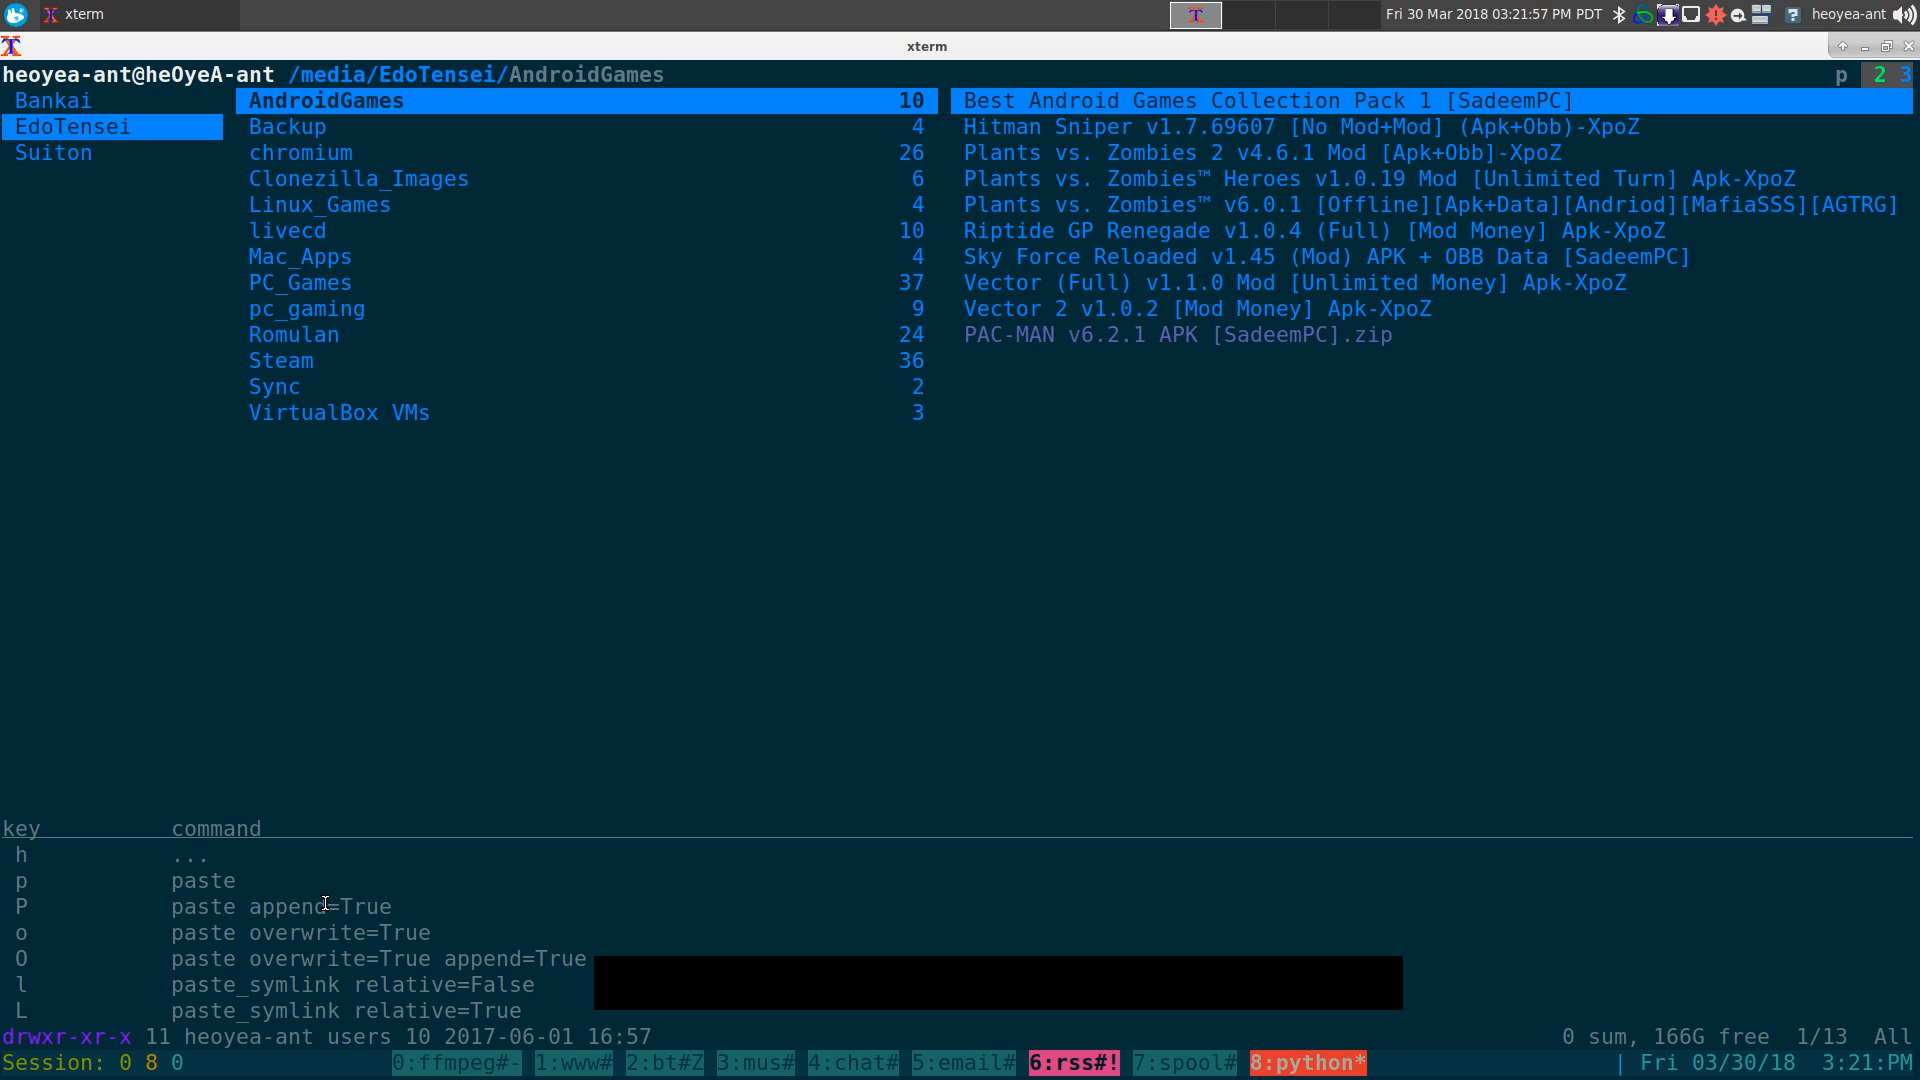 xterm Fri 30 Mar 2018 03:21:57 PM PDT heoyea-ant
xterm
heoyea-ant@heOyeA-ant /media/EdoTensei/AndroidGames p 2 3
Bankai AndroidGames 10 Best Android Games Collection Pack 1 [SadeemPC]
EdoTensei Backup 4 Hitman Sniper v1.7.69607 [No Mod+Mod] (Apk+Obb)-XpoZ
Suiton chromium 26 Plants vs. Zombies 2 v4.6.1 Mod [Apk+Obb]-XpoZ
Clonezilla_Images 6 Plants vs. Zombies™ Heroes v1.0.19 Mod [Unlimited Turn] Apk-XpoZ
Linux_Games 4 Plants vs. Zombies™ v6.0.1 [Offline][Apk+Data][Andriod][MafiaSSS][AGTRG]
livecd 10 Riptide GP Renegade v1.0.4 (Full) [Mod Money] Apk-XpoZ
Mac_Apps 4 Sky Force Reloaded v1.45 (Mod) APK + OBB Data [SadeemPC]
PC_Games 37 Vector (Full) v1.1.0 Mod [Unlimited Money] Apk-XpoZ
pc_gaming 9 Vector 2 v1.0.2 [Mod Money] Apk-XpoZ
Romulan 24 PAC-MAN v6.2.1 APK [SadeemPC].zip
Steam 36
Sync 2
VirtualBox VMs 3
key command
h ...
p paste
P paste append=True
o paste overwrite=True
O paste overwrite=True append=True
l paste_symlink relative=False
L paste_symlink relative=True
drwxr-xr-x 11 heoyea-ant users 10 2017-06-01 16:57 0 sum, 166G free 1/13 All
Session: 0 8 0 0:ffmpeg#- 1:www# 2:bt#Z 3:mus# 4:chat# 5:email# 6:rss#! 7:spool# 8:python* | Fri 03/30/18 3:21:PM